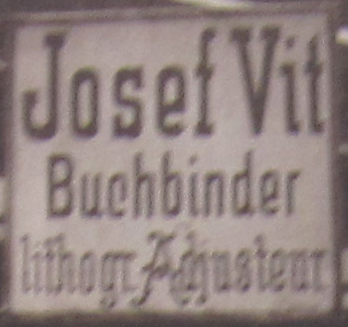 Josef Vit
Buchbinder
lithogr. Adjusteur